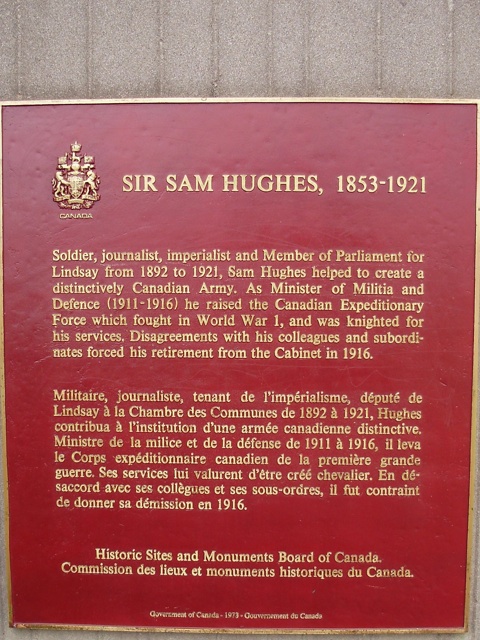 CANADA
SIR SAM HUGHES, 1853-1921
Soldier, journalist, imperialist and Member of Parliament for
Lindsay from 1892 to 1921, Sam Hughes helped to create a
distinctively Canadian Army. As Minister of Militia and
Defence (1911-1916) he raised the Canadian Expeditionary
Force which fought in World War 1, and was knighted for
his services. Disagreements with his colleagues and subordi-
nates forced his retirement from the Cabinet in 1916.
Militaire, journaliste, tenant de l'impérialisme, député de
Lindsay à la Chambre des Communes de 1892 à 1921, Hughes
contribua à l'institution d'une armée canadienne distinctive.
Ministre de la milice et de la défense de 1911 à 1916, il leva
le Corps expéditionnaire canadien de la première grande
guerre. Ses services lui valurent d'être créé chevalier. En dé-
saccord avec ses collègues et ses sous-ordres, il fut contraint
de donner sa démission en 1916.
Historic Sites and Monuments Board of Canada.
Commission des lieux et monuments historiques du Canada.
Government of Canada - 1973 - Gouvernement du Canada